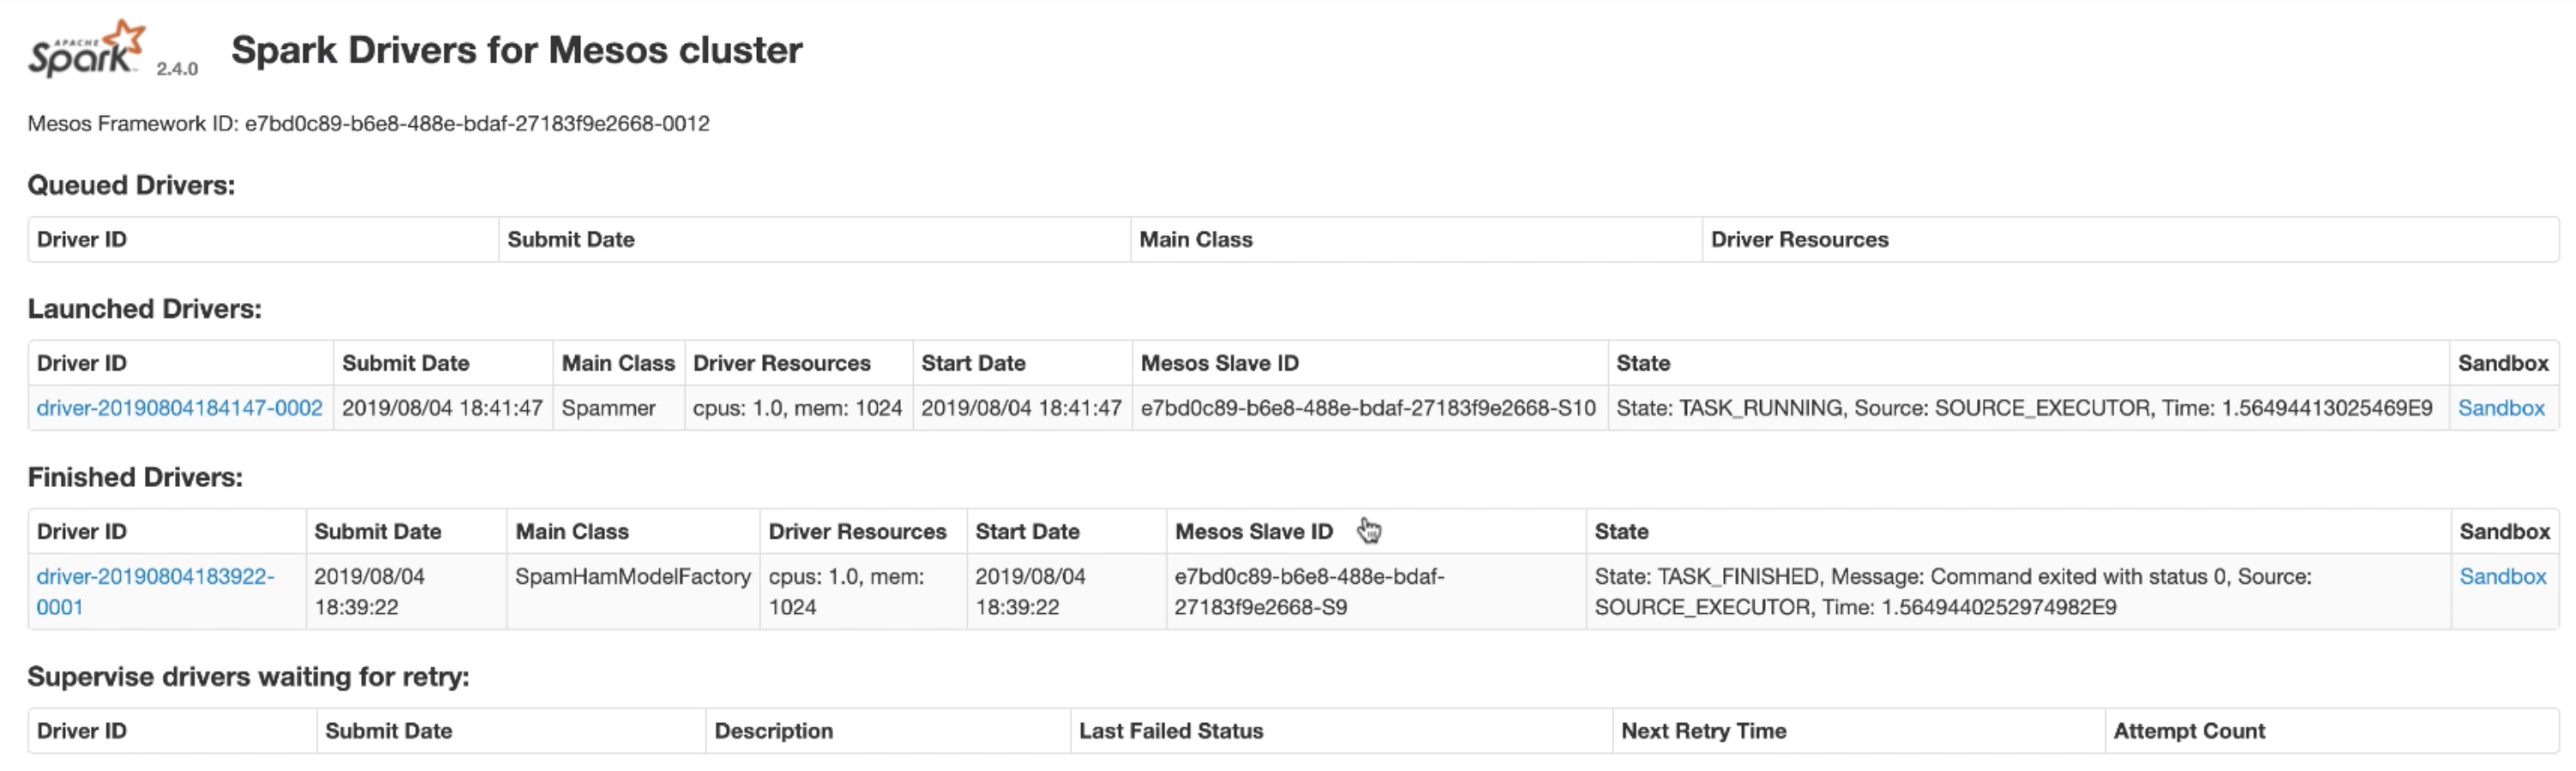 APACHE Spark 2.4.0 Spark Drivers for Mesos cluster
Mesos Framework ID: e7bd0c89-b6e8-488e-bdaf-27183f9e2668-0012
Queued Drivers:
Driver ID Submit Date Main Class Driver Resources
Launched Drivers:
Driver ID Submit Date Main Class Driver Resources Start Date Mesos Slave ID State Sandbox
driver-20190804184147-0002 2019/08/04 18:41:47 Spammer cpus: 1.0, mem: 1024 2019/08/04 18:41:47 e7bd0c89-b6e8-488e-bdaf-27183f9e2668-S10 State: TASK_RUNNING, Source: SOURCE_EXECUTOR, Time: 1.56494413025469E9 Sandbox
Finished Drivers:
Driver ID Submit Date Main Class Driver Resources Start Date Mesos Slave ID State Sandbox
driver-20190804183922- 2019/08/04 SpamHamModelFactory cpus: 1.0, mem: 2019/08/04 e7bd0c89-b6e8-488e-bdaf- State: TASK_FINISHED, Message: Command exited with status 0, Source: Sandbox
0001 18:39:22 1024 18:39:22 27183f9e2668-S9 SOURCE_EXECUTOR, Time: 1.5649440252974982E9
Supervise drivers waiting for retry:
Driver ID Submit Date Description Last Failed Status Next Retry Time Attempt Count